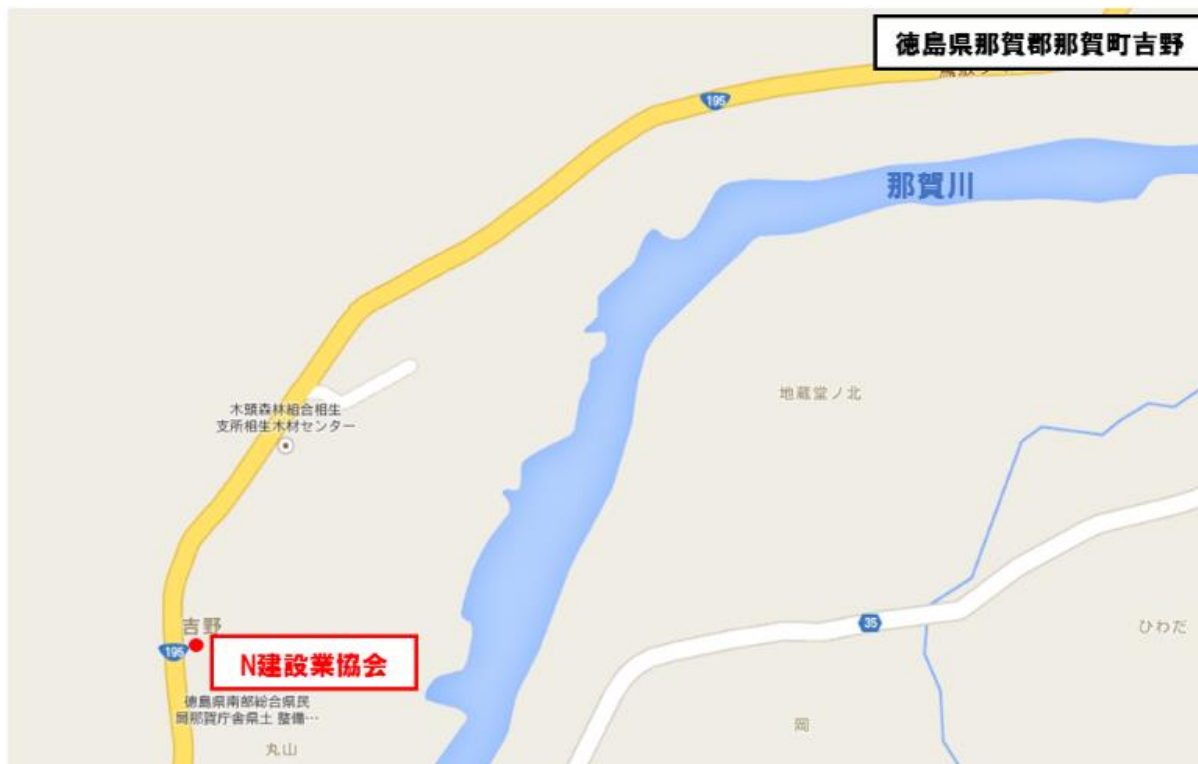 徳島県那賀郡那賀町吉野
195
那賀川
地蔵堂ノ北
木頭森林組合相生
支所相生木材センター
35
吉野
ひわだ
195
N建設業協会
徳島県南部総合県民
局那賀庁舎県土 整備…
岡
丸山